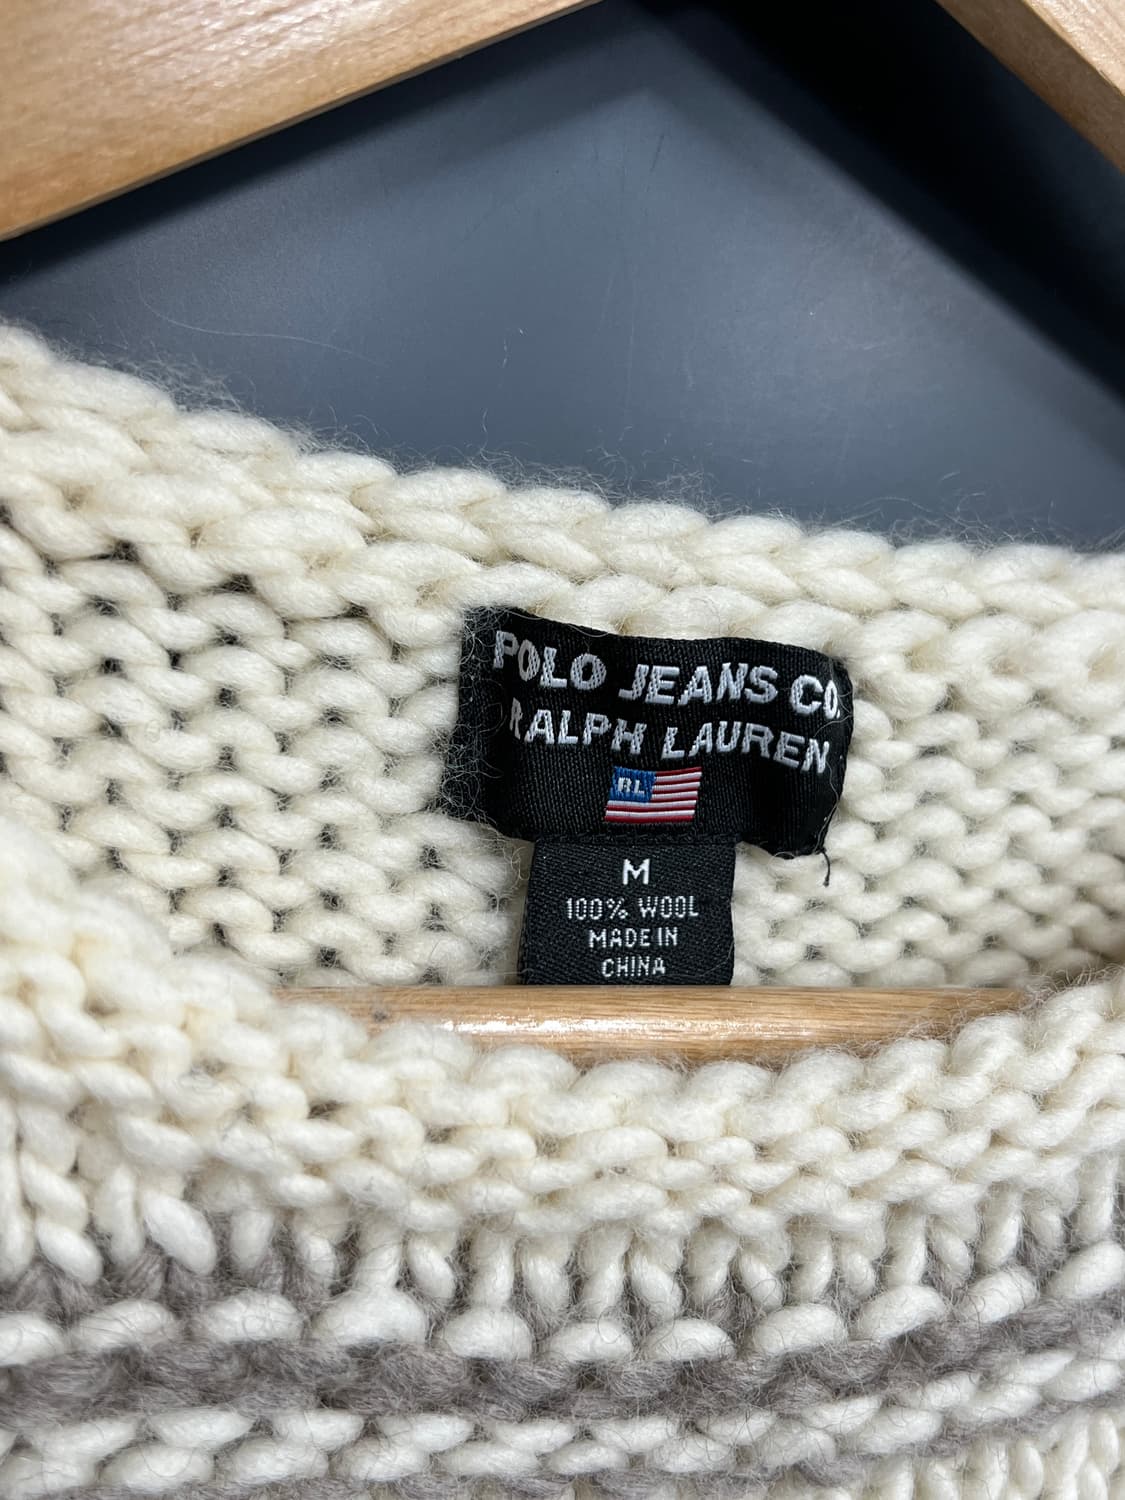 POLO JEANS CO.
RALPH LAUREN
RL
M
100% WOOL
MADE IN
CHINA